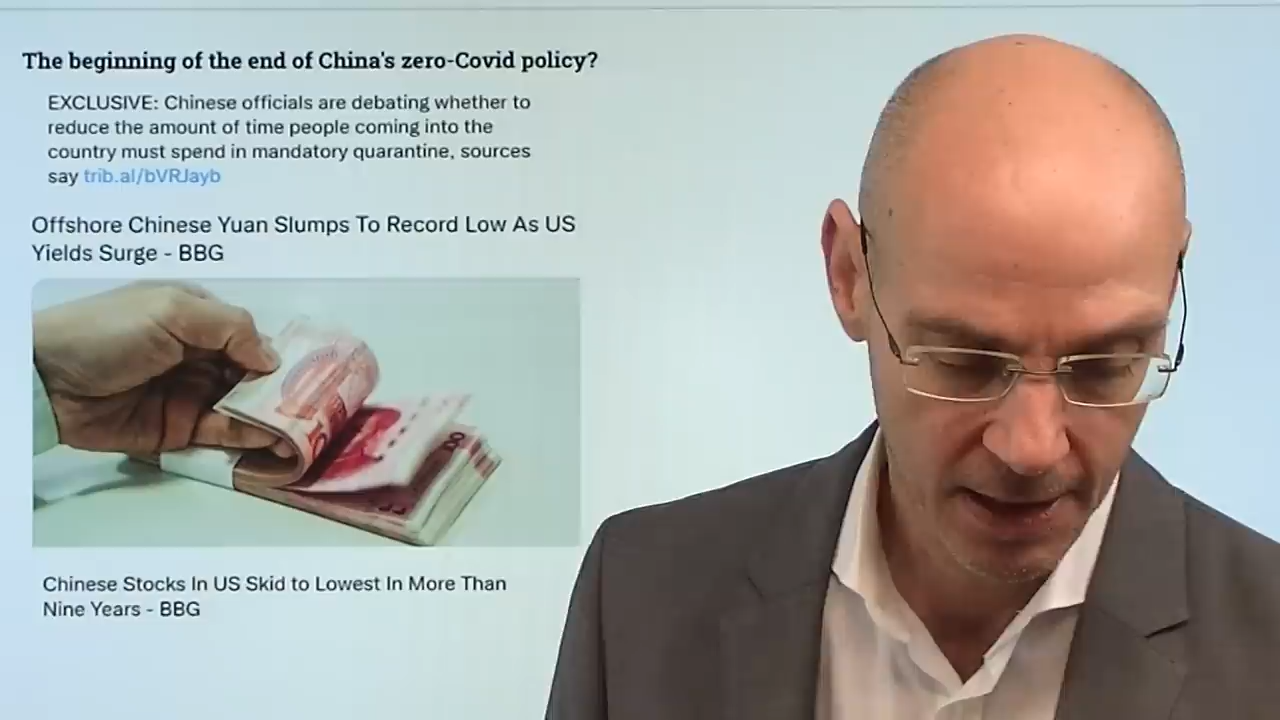 The beginning of the end of China's zero-Covid policy?
EXCLUSIVE: Chinese officials are debating whether to
reduce the amount of time people coming into the
country must spend in mandatory quarantine, sources
say trib.al/bVRJayb
Offshore Chinese Yuan Slumps To Record Low As US
Yields Surge - BBG
Chinese Stocks In US Skid to Lowest In More Than
Nine Years - BBG